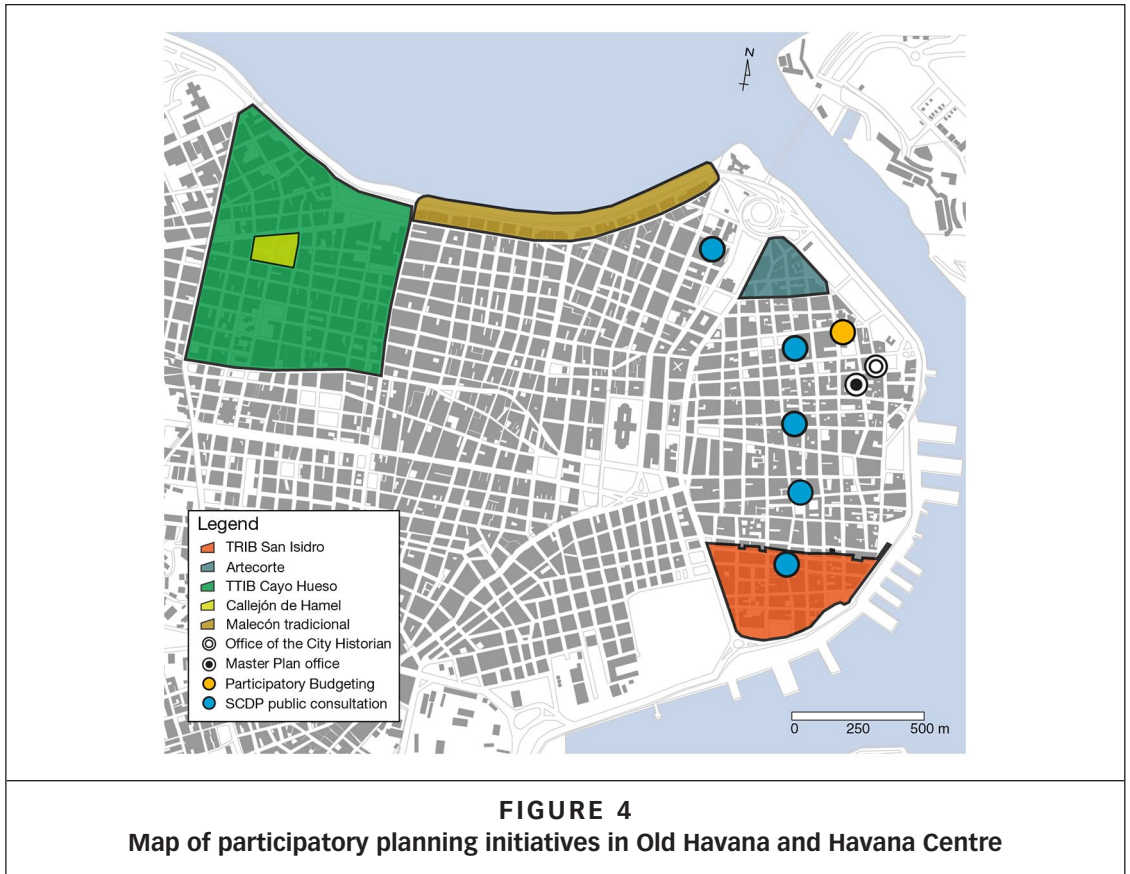 N
Legend
TRIB San Isidro
Artecorte
TTIB Cayo Hueso
Callejón de Hamel
Malecón tradicional
Office of the City Historian
Master Plan office
Participatory Budgeting
SCDP public consultation
0 250 500 m
FIGURE 4
Map of participatory planning initiatives in Old Havana and Havana Centre